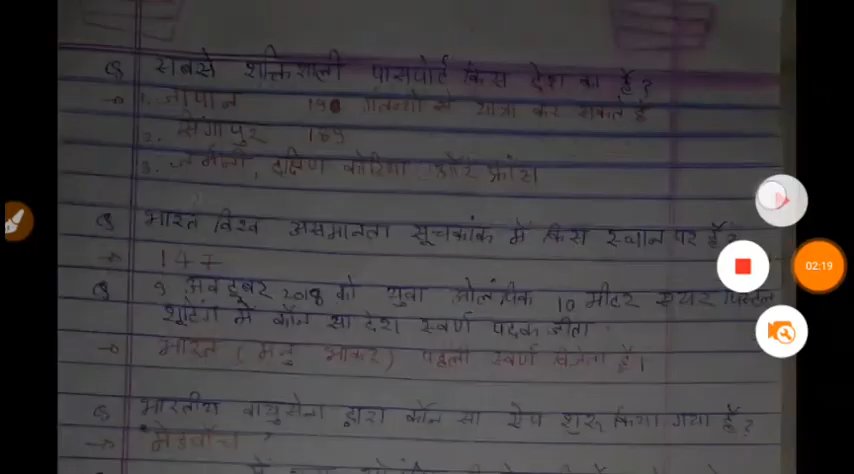 Q सबसे शक्तिशाली पासपोर्ट किस देश का है?
→ 1. जापान 190 गंतव्यों से यात्रा कर सकते हैं
2. सिंगापुर 189
3. जर्मनी, दक्षिण कोरिया और फ्रांस
Q भारत विश्व असमानता सूचकांक में किस स्थान पर है?
→ 147
Q 9 अक्टूबर 2018 को युवा ओलंपिक 10 मीटर एयर पिस्टल
शूटिंग में कौन सा देश स्वर्ण पदक जीता
→ भारत (मनु भाकर) पहली स्वर्ण विजेता है।
Q भारतीय वायुसेना द्वारा कौन सा ऐप शुरू किया गया है?
→ "मेडवॉच"
02:19